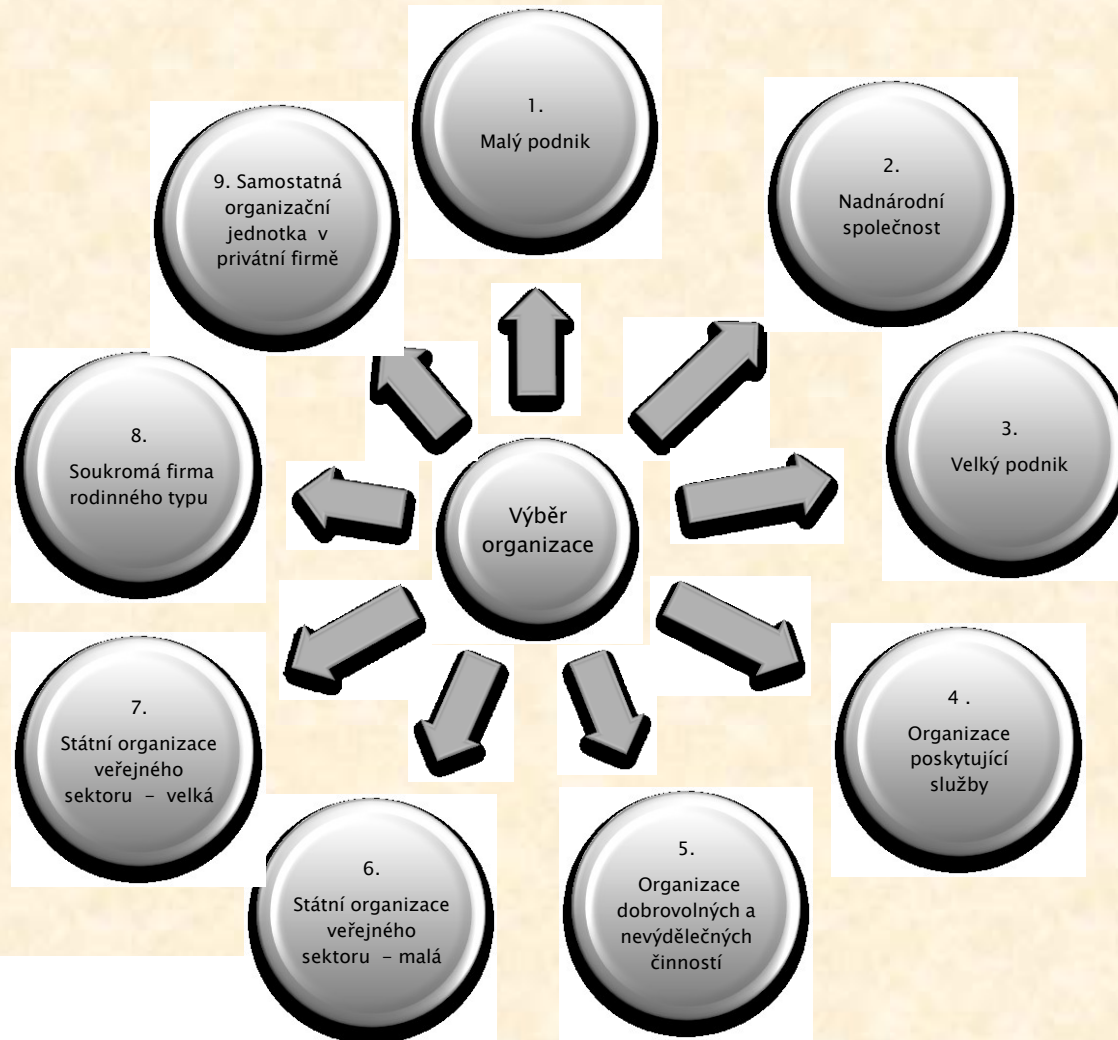 1.
Malý podnik
2.
Nadnárodní
společnost
3.
Velký podnik
4 .
Organizace
poskytující
služby
5.
Organizace
dobrovolných a
nevýdělečných
činností
6.
Státní organizace
veřejného
sektoru - malá
7.
Státní organizace
veřejného
sektoru - velká
8.
Soukromá firma
rodinného typu
9. Samostatná
organizační
jednotka v
privátní firmě
Výběr
organizace